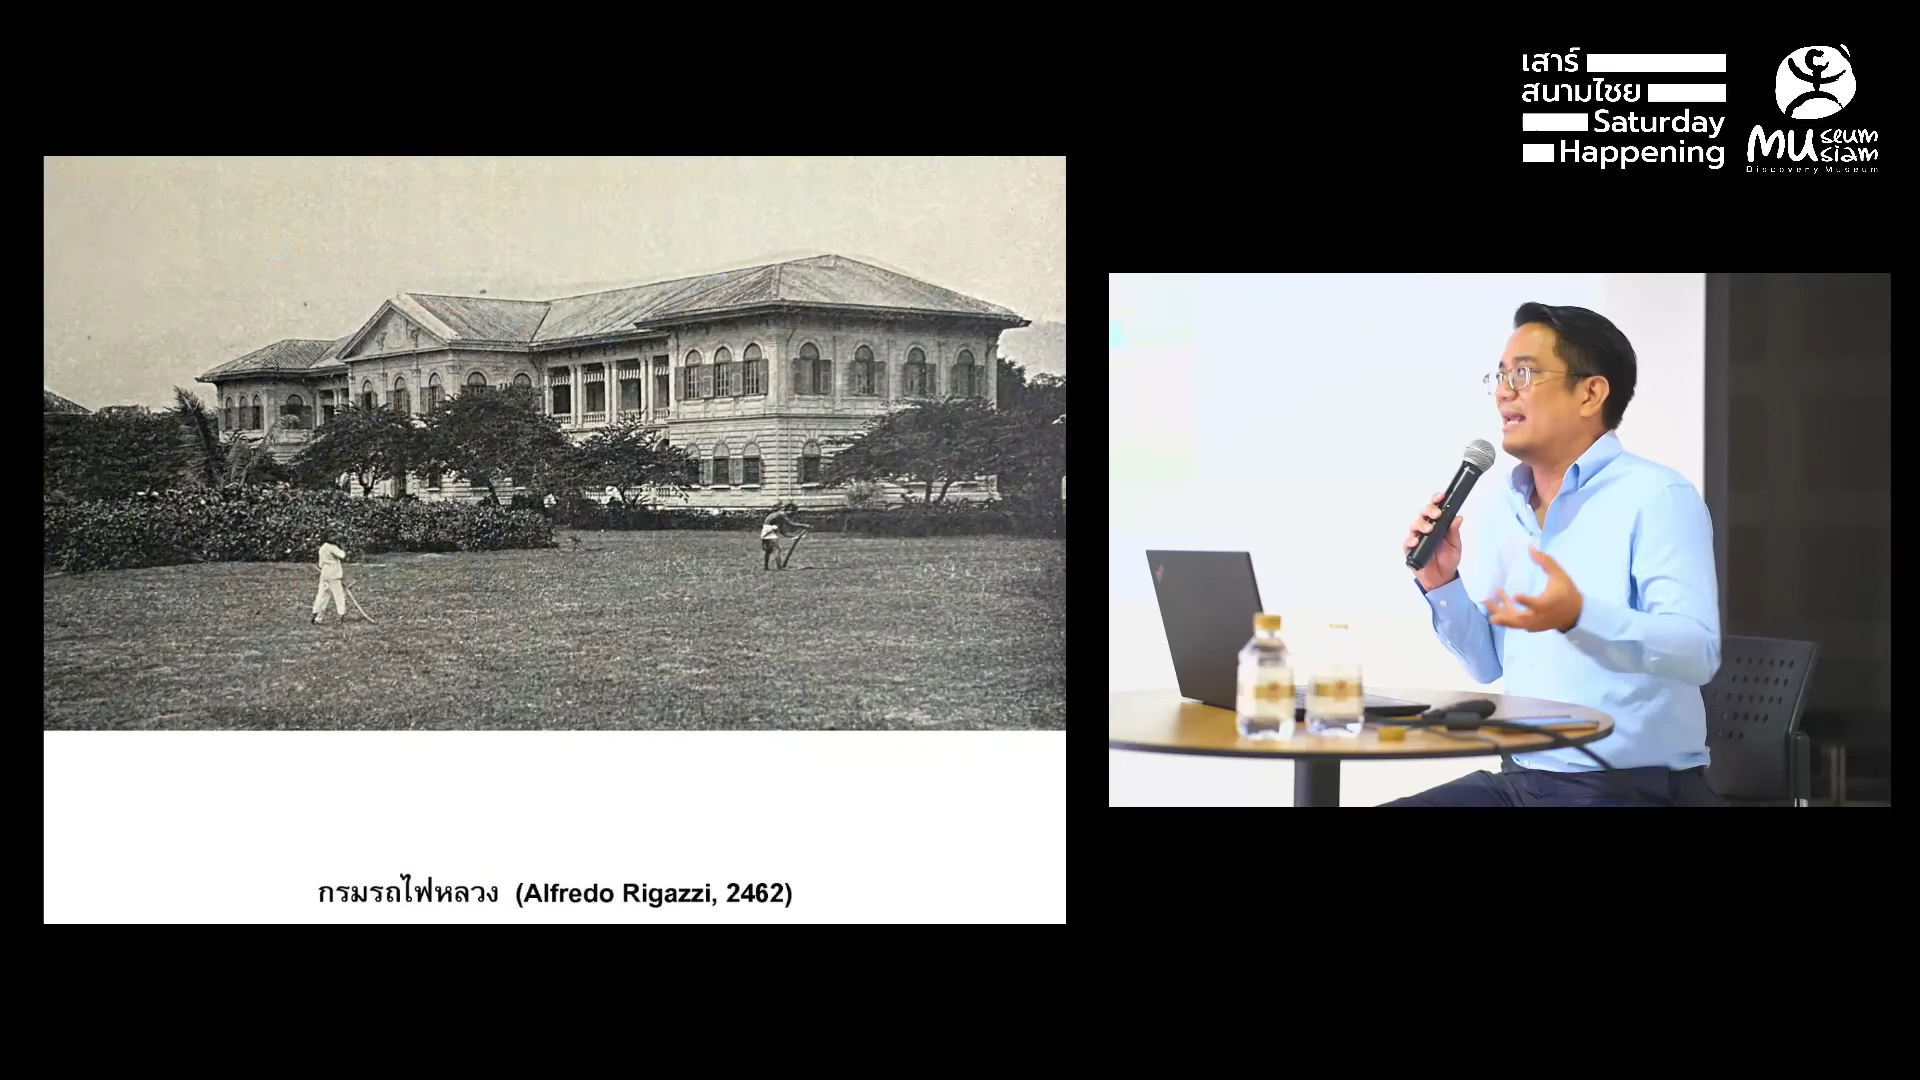 เสาร์
สนามไชย
Saturday
Happening
Museum
Siam
Discovery Museum
กรมรถไฟหลวง (Alfredo Rigazzi, 2462)